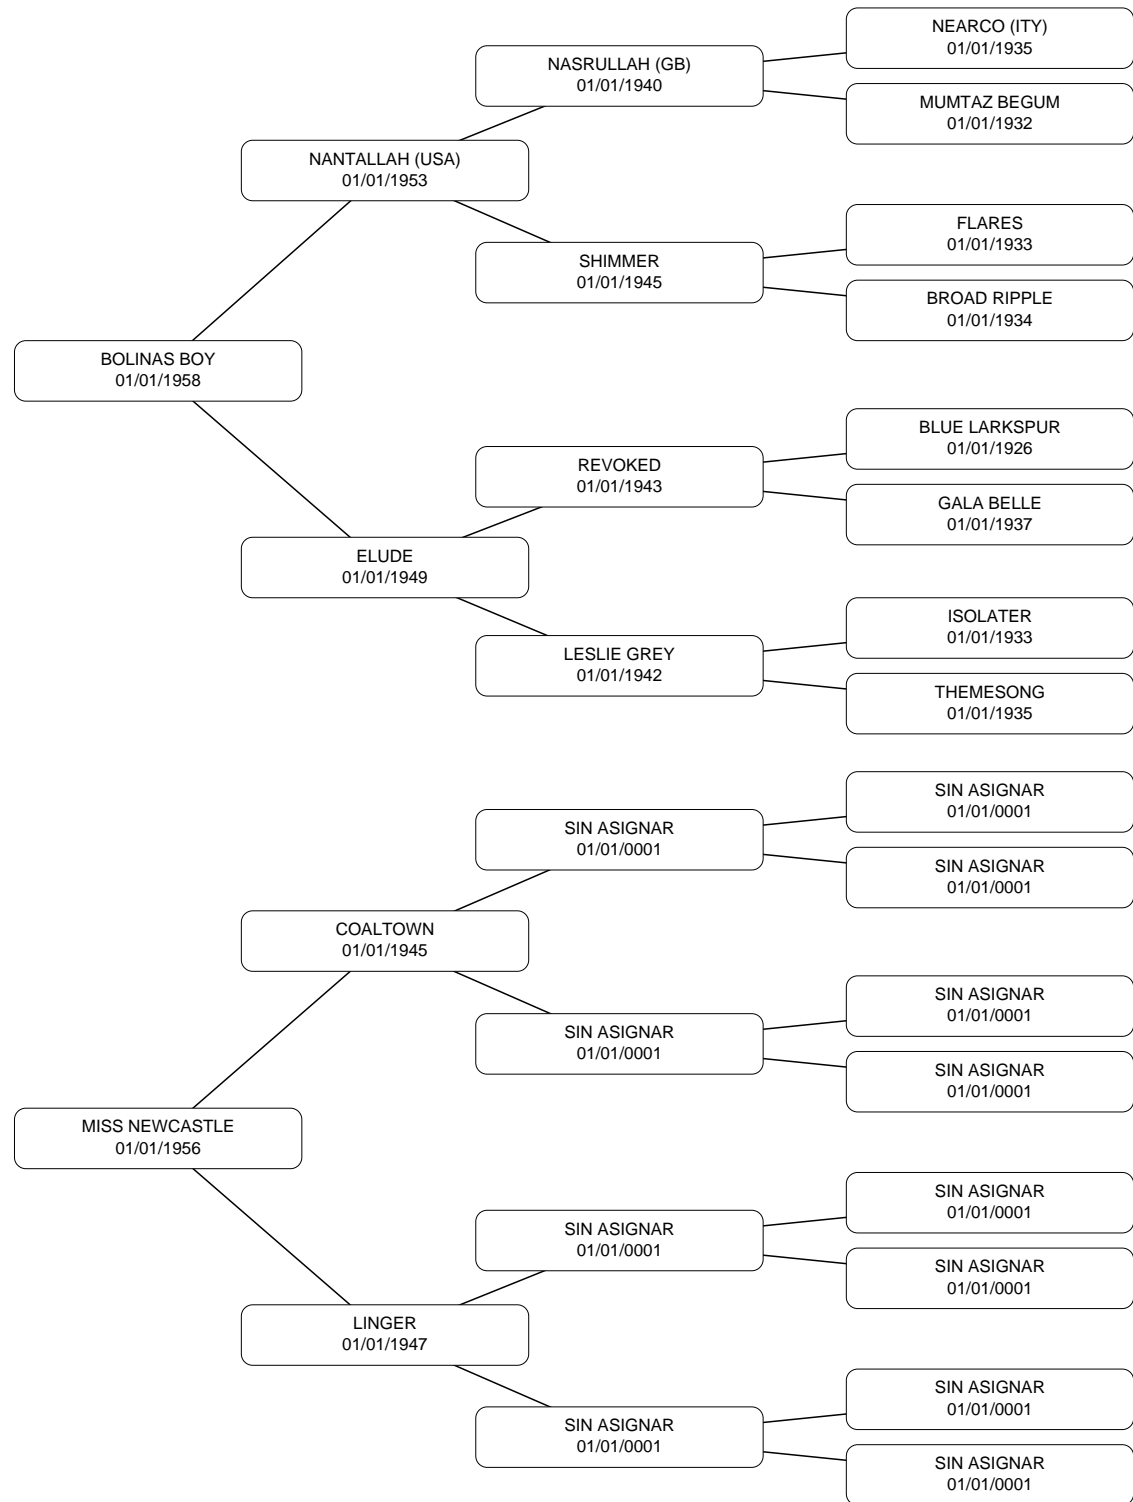 NEARCO (ITY)
01/01/1935
NASRULLAH (GB)
01/01/1940
MUMTAZ BEGUM
01/01/1932
NANTALLAH (USA)
01/01/1953
FLARES
01/01/1933
SHIMMER
01/01/1945
BROAD RIPPLE
01/01/1934
BOLINAS BOY
01/01/1958
BLUE LARKSPUR
01/01/1926
REVOKED
01/01/1943
GALA BELLE
01/01/1937
ELUDE
01/01/1949
ISOLATER
01/01/1933
LESLIE GREY
01/01/1942
THEMESONG
01/01/1935
SIN ASIGNAR
01/01/0001
SIN ASIGNAR
01/01/0001
SIN ASIGNAR
01/01/0001
COALTOWN
01/01/1945
SIN ASIGNAR
01/01/0001
SIN ASIGNAR
01/01/0001
SIN ASIGNAR
01/01/0001
MISS NEWCASTLE
01/01/1956
SIN ASIGNAR
01/01/0001
SIN ASIGNAR
01/01/0001
SIN ASIGNAR
01/01/0001
LINGER
01/01/1947
SIN ASIGNAR
01/01/0001
SIN ASIGNAR
01/01/0001
SIN ASIGNAR
01/01/0001